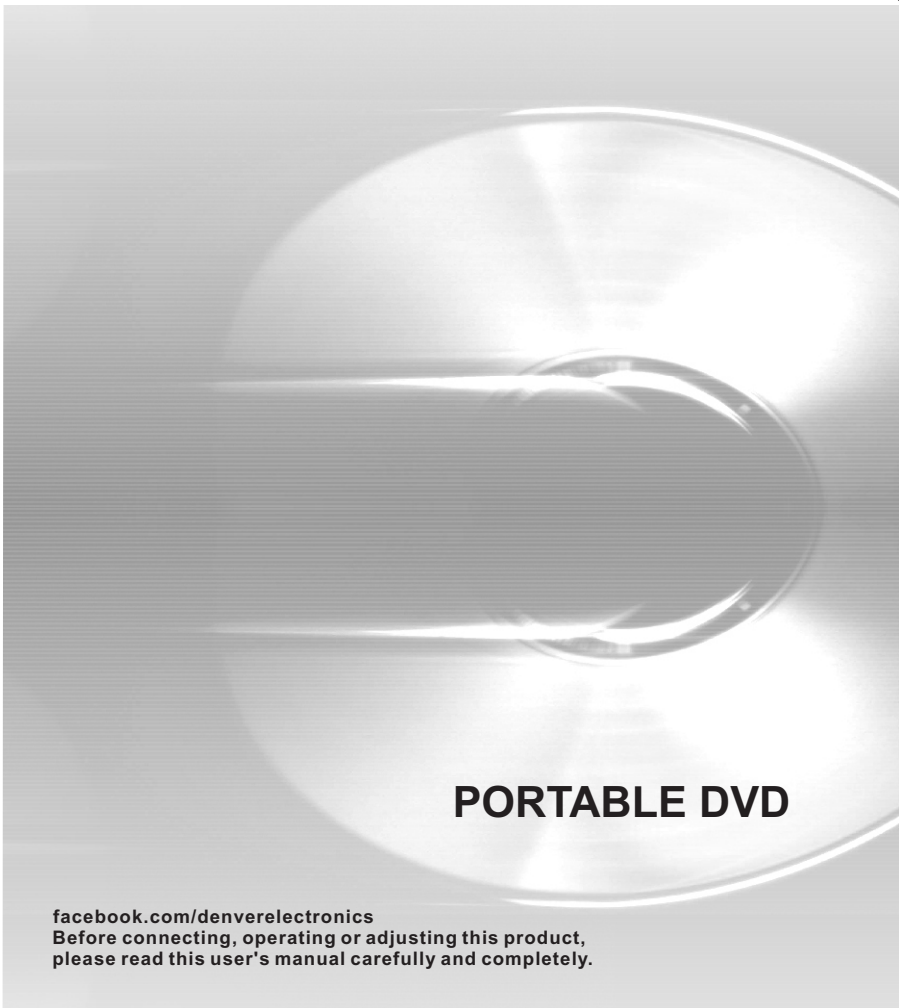 PORTABLE DVD
facebook.com/denverelectronics
Before connecting, operating or adjusting this product,
please read this user's manual carefully and completely.